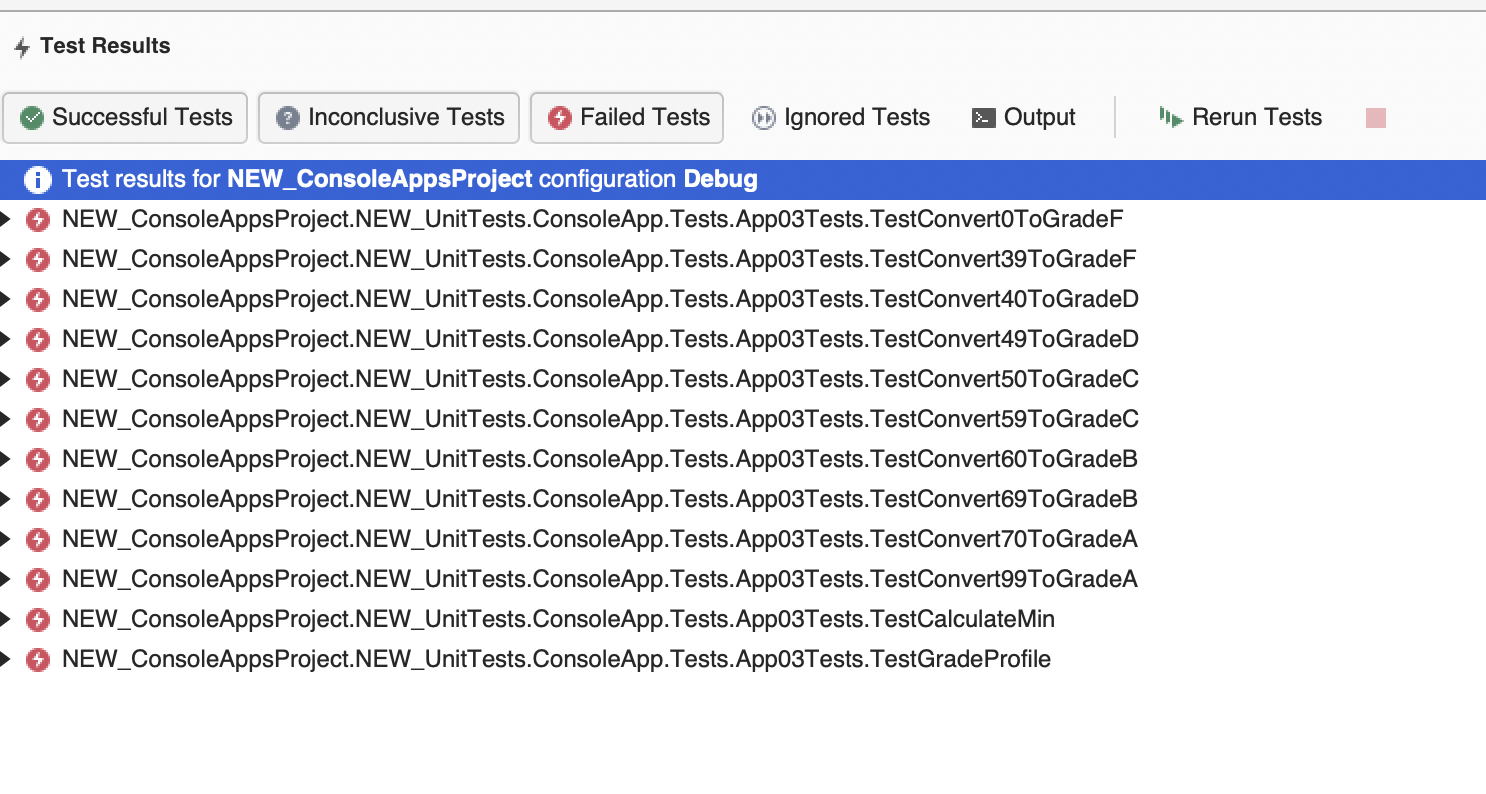 Test Results
Successful Tests Inconclusive Tests Failed Tests Ignored Tests Output Rerun Tests
Test results for NEW_ConsoleAppsProject configuration Debug
NEW_ConsoleAppsProject.NEW_UnitTests.ConsoleApp.Tests.App03Tests.TestConvert0ToGradeF
NEW_ConsoleAppsProject.NEW_UnitTests.ConsoleApp.Tests.App03Tests.TestConvert39ToGradeF
NEW_ConsoleAppsProject.NEW_UnitTests.ConsoleApp.Tests.App03Tests.TestConvert40ToGradeD
NEW_ConsoleAppsProject.NEW_UnitTests.ConsoleApp.Tests.App03Tests.TestConvert49ToGradeD
NEW_ConsoleAppsProject.NEW_UnitTests.ConsoleApp.Tests.App03Tests.TestConvert50ToGradeC
NEW_ConsoleAppsProject.NEW_UnitTests.ConsoleApp.Tests.App03Tests.TestConvert59ToGradeC
NEW_ConsoleAppsProject.NEW_UnitTests.ConsoleApp.Tests.App03Tests.TestConvert60ToGradeB
NEW_ConsoleAppsProject.NEW_UnitTests.ConsoleApp.Tests.App03Tests.TestConvert69ToGradeB
NEW_ConsoleAppsProject.NEW_UnitTests.ConsoleApp.Tests.App03Tests.TestConvert70ToGradeA
NEW_ConsoleAppsProject.NEW_UnitTests.ConsoleApp.Tests.App03Tests.TestConvert99ToGradeA
NEW_ConsoleAppsProject.NEW_UnitTests.ConsoleApp.Tests.App03Tests.TestCalculateMin
NEW_ConsoleAppsProject.NEW_UnitTests.ConsoleApp.Tests.App03Tests.TestGradeProfile